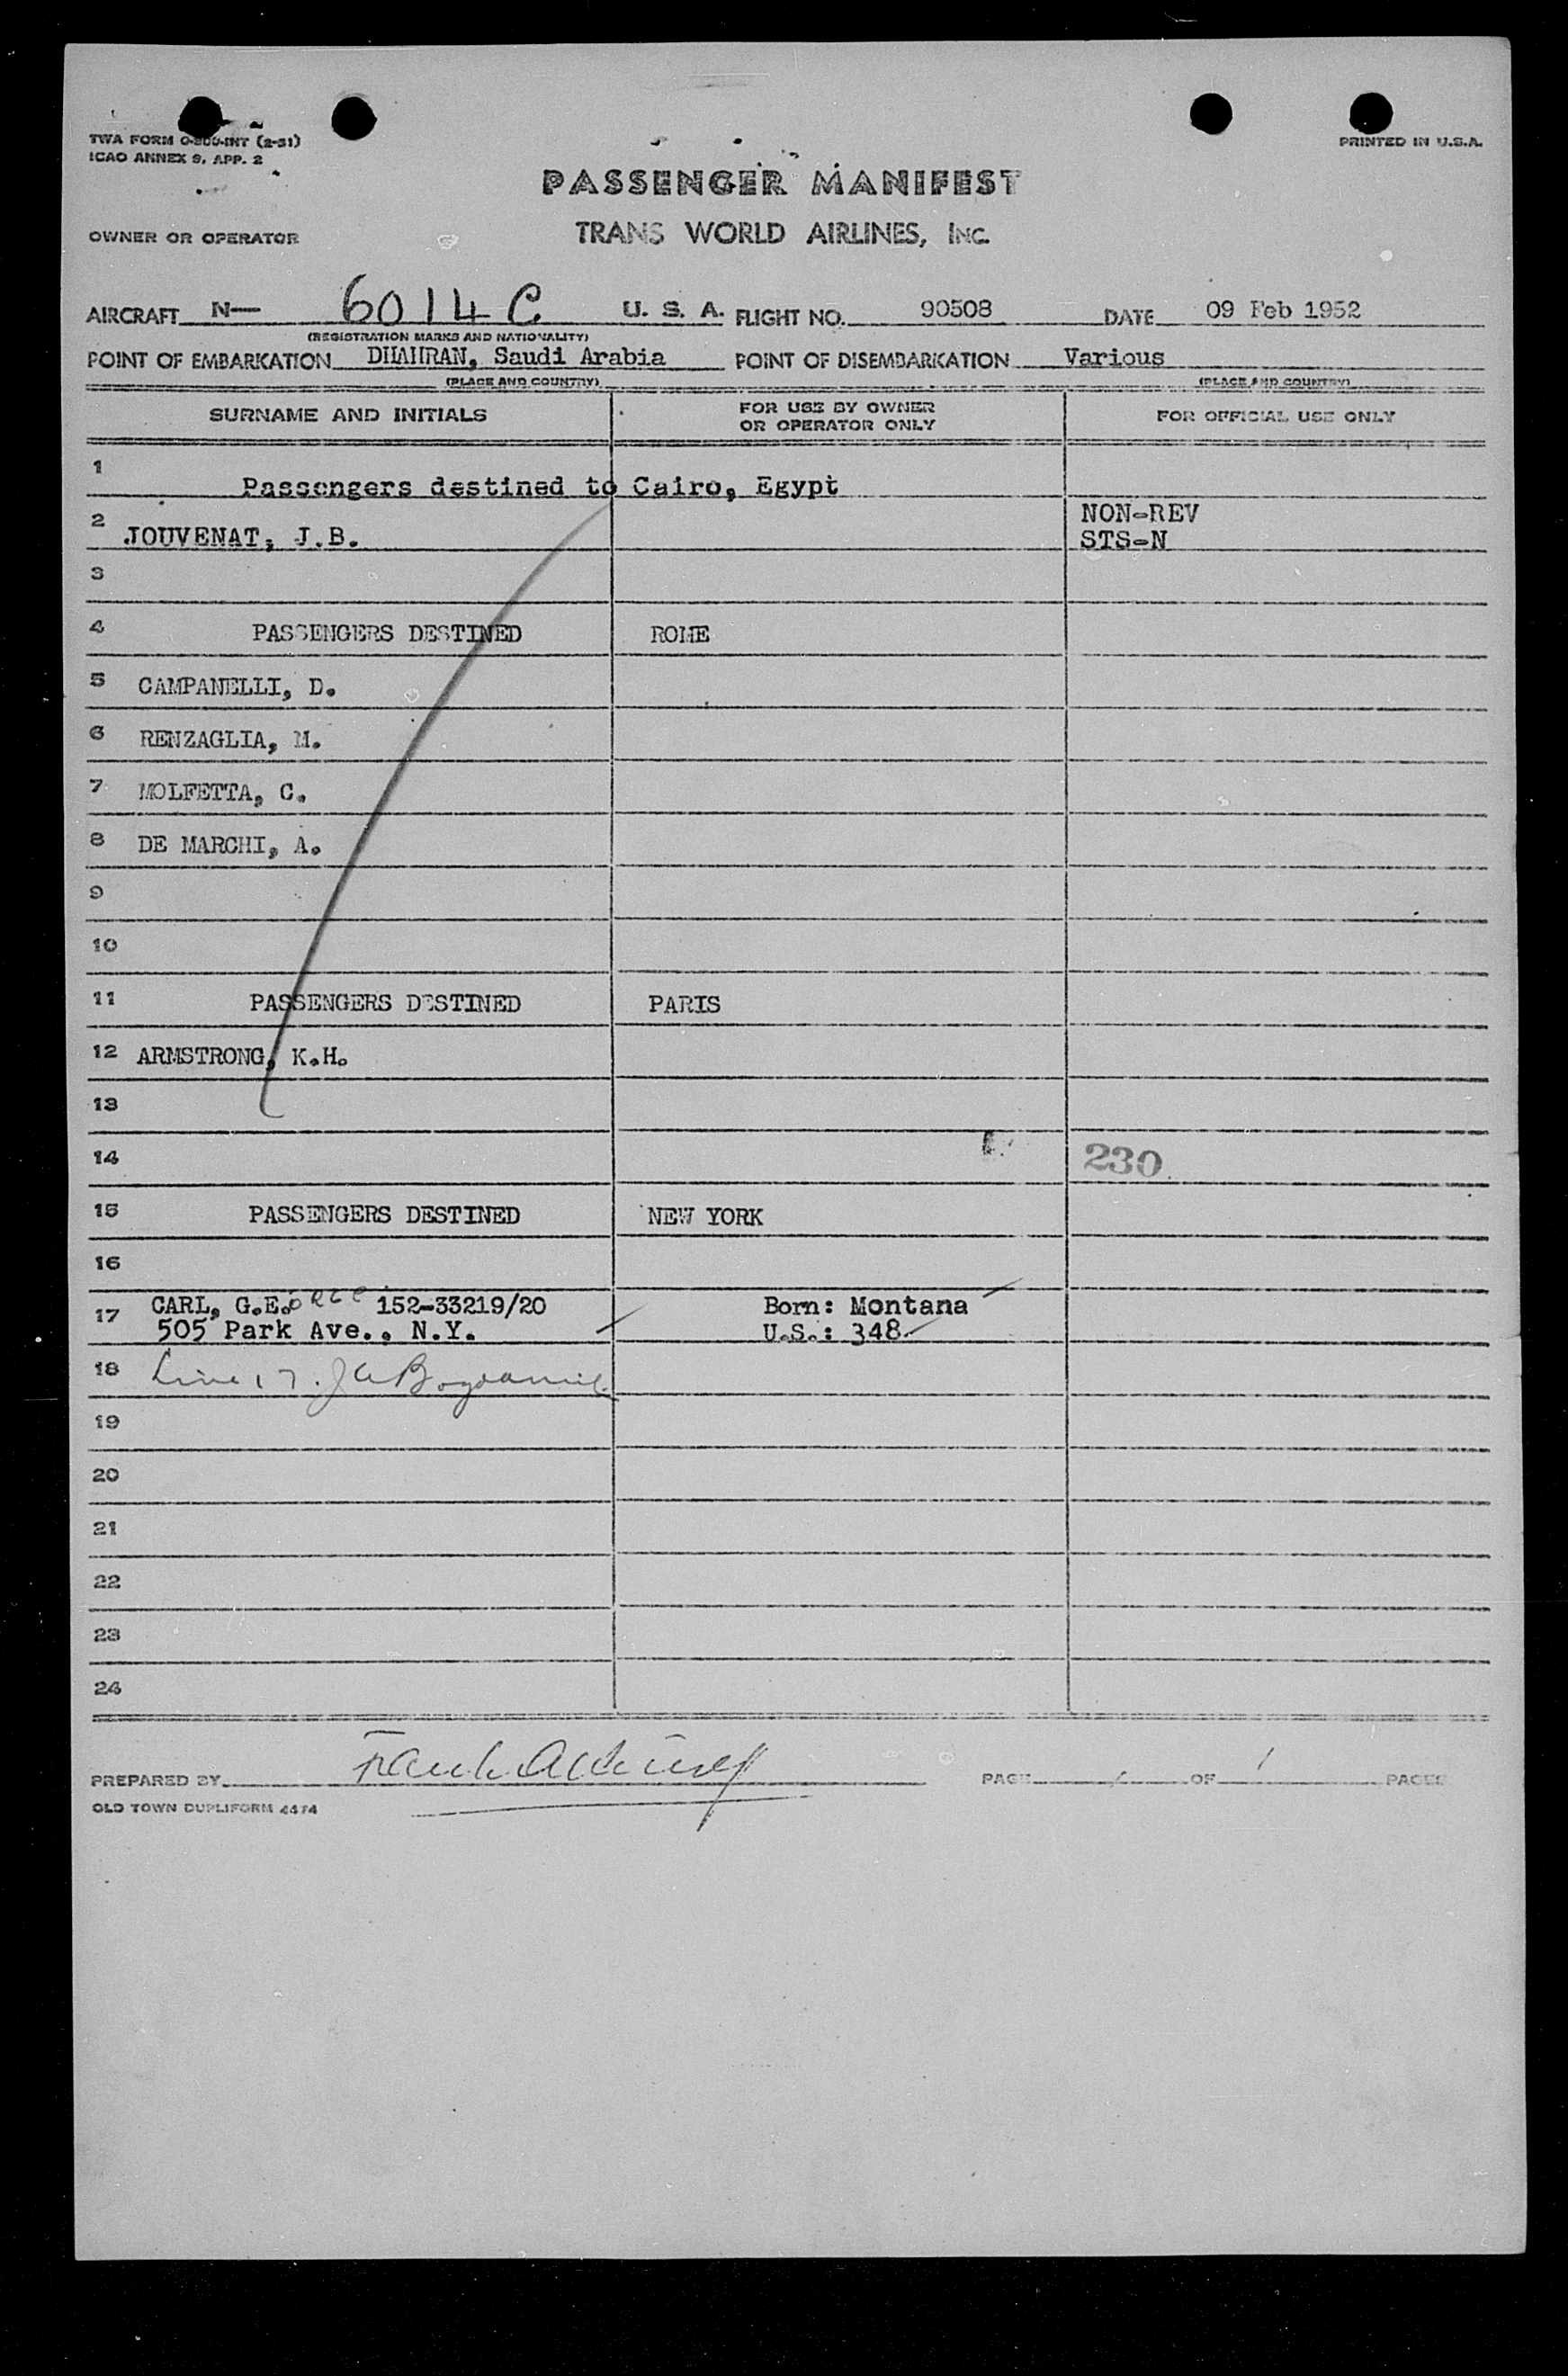 TWA FORM O-800-INT (2-51)
ICAO ANNEX 9, APP. 2
PRINTED IN U.S.A.
PASSENGER MANIFEST
OWNER OR OPERATOR TRANS WORLD AIRLINES, INC.
AIRCRAFT N— 6014C U. S. A. FLIGHT NO. 90508 DATE 09 Feb 1952
(REGISTRATION MARKS AND NATIONALITY)
POINT OF EMBARKATION DHAHRAN, Saudi Arabia POINT OF DISEMBARKATION Various
(PLACE AND COUNTRY) (PLACE AND COUNTRY)
SURNAME AND INITIALS FOR USE BY OWNER OR OPERATOR ONLY FOR OFFICIAL USE ONLY
1 Passengers destined to Cairo, Egypt
2 JOUVENAT, J.B. NON-REV STS-N
3
4 PASSENGERS DESTINED ROME
5 CAMPANELLI, D.
6 RENZAGLIA, M.
7 MOLFETTA, C.
8 DE MARCHI, A.
9
10
11 PASSENGERS DESTINED PARIS
12 ARMSTRONG, K.H.
13
14 230
15 PASSENGERS DESTINED NEW YORK
16
17 CARL, G.E. 152-33219/20 Born: Montana
505 Park Ave., N.Y. U.S.: 348
18 Line 17.
19
20
21
22
23
24
PREPARED BY Frank
PAGE 1 OF 1 PAGES
OLD TOWN DUPLIFORM 4474